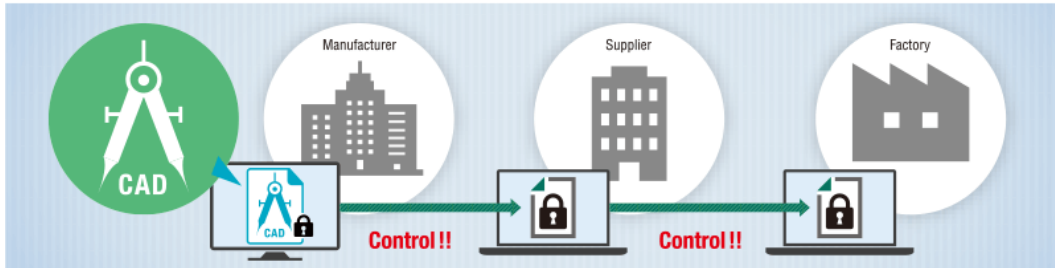 CAD
Manufacturer
CAD
Control!!
Supplier
Control!!
Factory